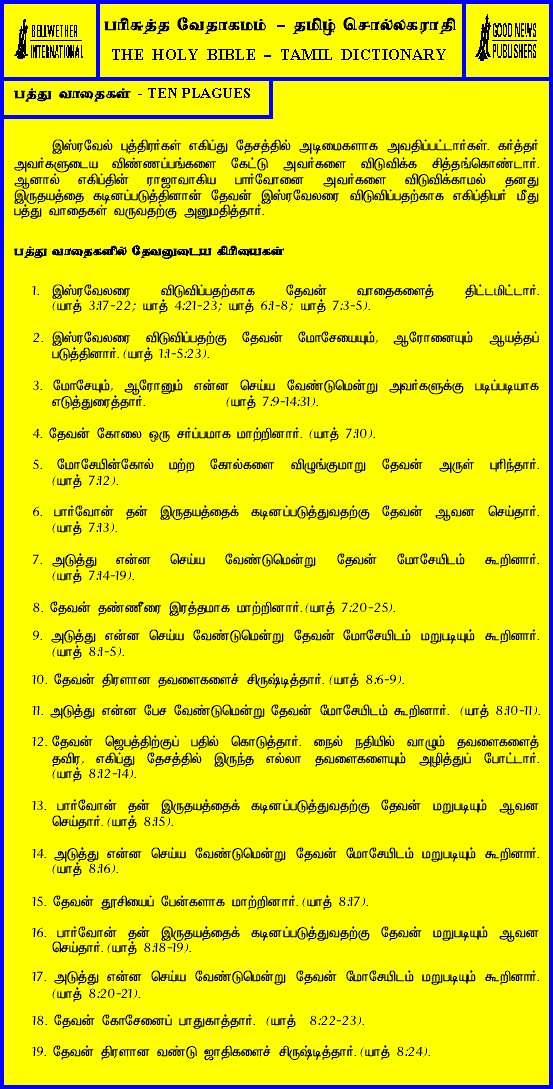 BELLWETHER
INTERNATIONAL
பரிசுத்த வேதாகமம் - தமிழ் சொல்லகராதி
THE HOLY BIBLE – TAMIL DICTIONARY
GOOD NEWS
PUBLISHERS
பத்து வாதைகள் - TEN PLAGUES
இஸ்ரவேல் புத்திரர்கள் எகிப்து தேசத்தில் அடிமைகளாக அவதிப்பட்டார்கள். கர்த்தர்
அவர்களுடைய விண்ணப்பங்களை கேட்டு அவர்களை விடுவிக்க சித்தங்கொண்டார்.
ஆனால் எகிப்தின் ராஜாவாகிய பார்வோனை அவர்களை விடுவிக்காமல் தனது
இருதயத்தை கடினப்படுத்தினான் தேவன் இஸ்ரவேலரை விடுவிப்பதற்காக எகிப்தியர் மீது
பத்து வாதைகள் வருவதற்கு அனுமதித்தார்.
பத்து வாதைகளில் தேவனுடைய கிரியைகள்
1. இஸ்ரவேலரை விடுவிப்பதற்காக தேவன் வாதைகளைத் திட்டமிட்டார்.
(யாத் 3:17-22; யாத் 4:21-23; யாத் 6:1-8; யாத் 7:3-5).
2. இஸ்ரவேலரை விடுவிப்பதற்கு தேவன் மோசேயையும், ஆரோனையும் ஆயத்தப்
படுத்தினார். (யாத் 1:1-5:23).
3. மோசேயும், ஆரோனும் என்ன செய்ய வேண்டுமென்று அவர்களுக்கு படிப்படியாக
எடுத்துரைத்தார். (யாத் 7:9-14:31).
4. தேவன் கோலை ஒரு சர்ப்பமாக மாற்றினார். (யாத் 7:10).
5. மோசேயின்கோல் மற்ற கோல்களை விழுங்குமாறு தேவன் அருள் புரிந்தார்.
(யாத் 7:12).
6. பார்வோன் தன் இருதயத்தைக் கடினப்படுத்துவதற்கு தேவன் ஆவன செய்தார்.
(யாத் 7:13).
7. அடுத்து என்ன செய்ய வேண்டுமென்று தேவன் மோசேயிடம் கூறினார்.
(யாத் 7:14-19).
8. தேவன் தண்ணீரை இரத்தமாக மாற்றினார். (யாத் 7:20-25).
9. அடுத்து என்ன செய்ய வேண்டுமென்று தேவன் மோசேயிடம் மறுபடியும் கூறினார்.
(யாத் 8:1-5).
10. தேவன் திரளான தவளைகளைச் சிருஷ்டித்தார். (யாத் 8:6-9).
11. அடுத்து என்ன பேச வேண்டுமென்று தேவன் மோசேயிடம் கூறினார். (யாத் 8:10-11).
12. தேவன் ஜெபத்திற்குப் பதில் கொடுத்தார். நைல் நதியில் வாழும் தவளைகளைத்
தவிர, எகிப்து தேசத்தில் இருந்த எல்லா தவளைகளையும் அழித்துப் போட்டார்.
(யாத் 8:12-14).
13. பார்வோன் தன் இருதயத்தைக் கடினப்படுத்துவதற்கு தேவன் மறுபடியும் ஆவன
செய்தார். (யாத் 8:15).
14. அடுத்து என்ன செய்ய வேண்டுமென்று தேவன் மோசேயிடம் மறுபடியும் கூறினார்.
(யாத் 8:16).
15. தேவன் தூசியைப் பேன்களாக மாற்றினார். (யாத் 8:17).
16. பார்வோன் தன் இருதயத்தைக் கடினப்படுத்துவதற்கு தேவன் மறுபடியும் ஆவன
செய்தார். (யாத் 8:18-19).
17. அடுத்து என்ன செய்ய வேண்டுமென்று தேவன் மோசேயிடம் மறுபடியும் கூறினார்.
(யாத் 8:20-21).
18. தேவன் கோசேனைப் பாதுகாத்தார். (யாத் 8:22-23).
19. தேவன் திரளான வண்டு ஜாதிகளைச் சிருஷ்டித்தார். (யாத் 8:24).